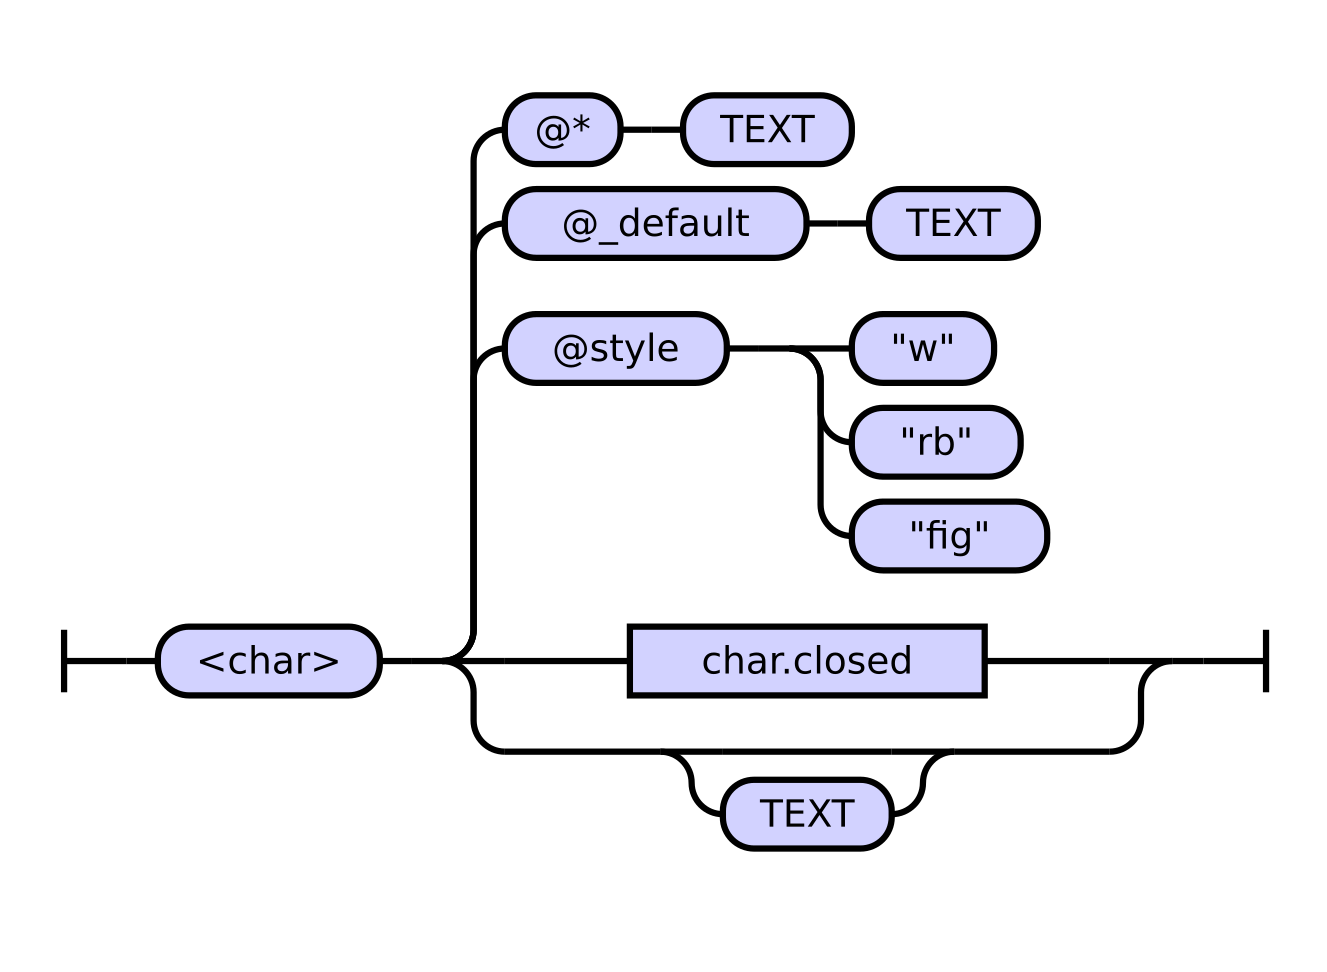 @* TEXT
@_default TEXT
@style "w"
"rb"
"fig"
<char> char.closed
TEXT